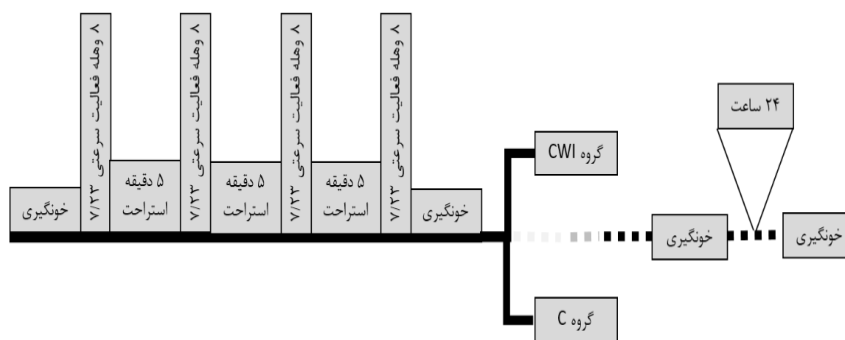 خونگیری
۸ وهله فعالیت سرعتی ۷/۲۳
۵ دقیقه
استراحت
۸ وهله فعالیت سرعتی ۷/۲۳
۵ دقیقه
استراحت
۸ وهله فعالیت سرعتی ۷/۲۳
۵ دقیقه
استراحت
۸ وهله فعالیت سرعتی ۷/۲۳
خونگیری
گروه CWI
گروه C
خونگیری
۲۴ ساعت
خونگیری